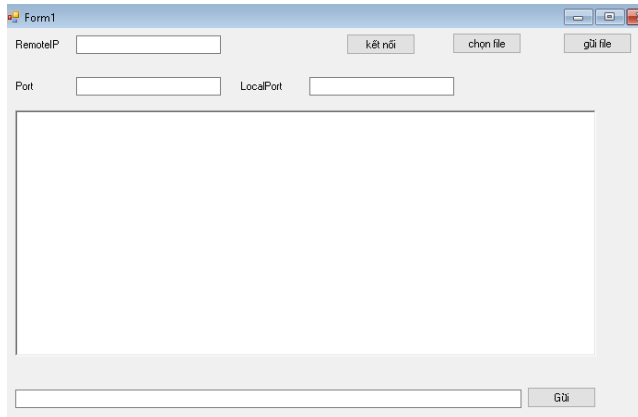 Form1
RemoteIP kết nối chọn file gửi file
Port LocalPort
Gửi